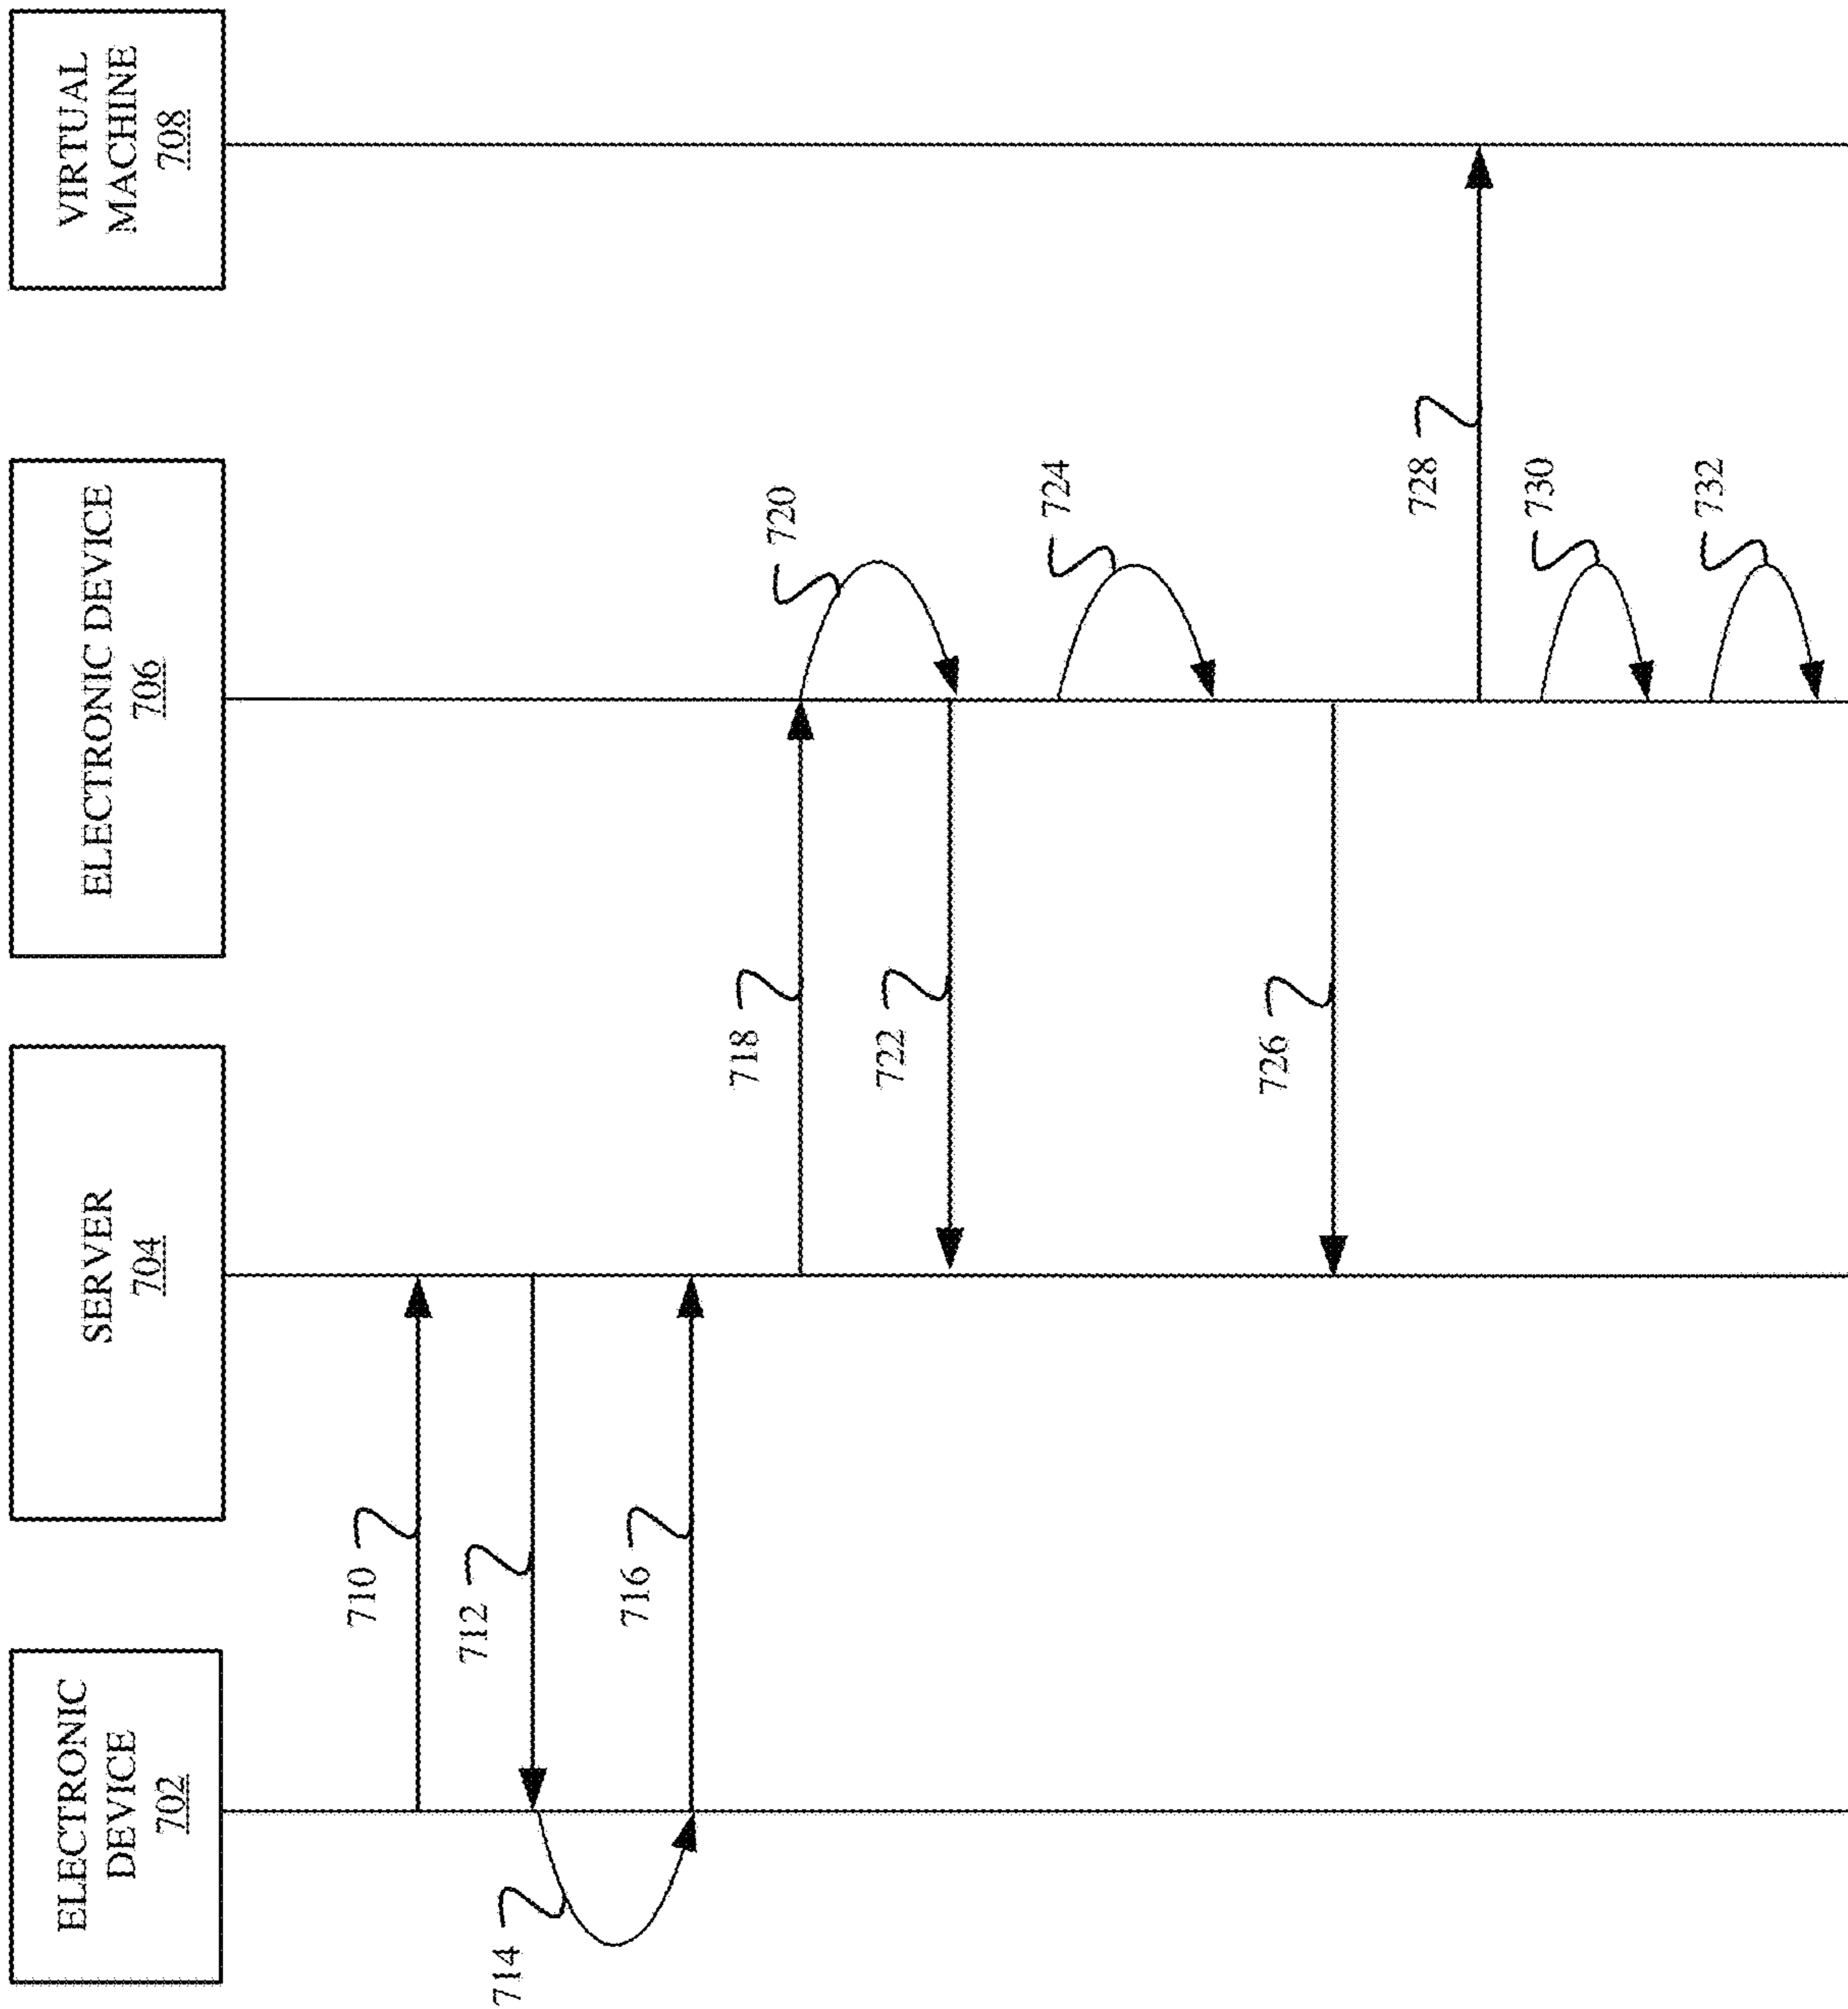 ELECTRONIC
DEVICE
702
SERVER
704
ELECTRONIC DEVICE
706
VIRTUAL
MACHINE
708
710
712
714
716
718
720
722
724
726
728
730
732